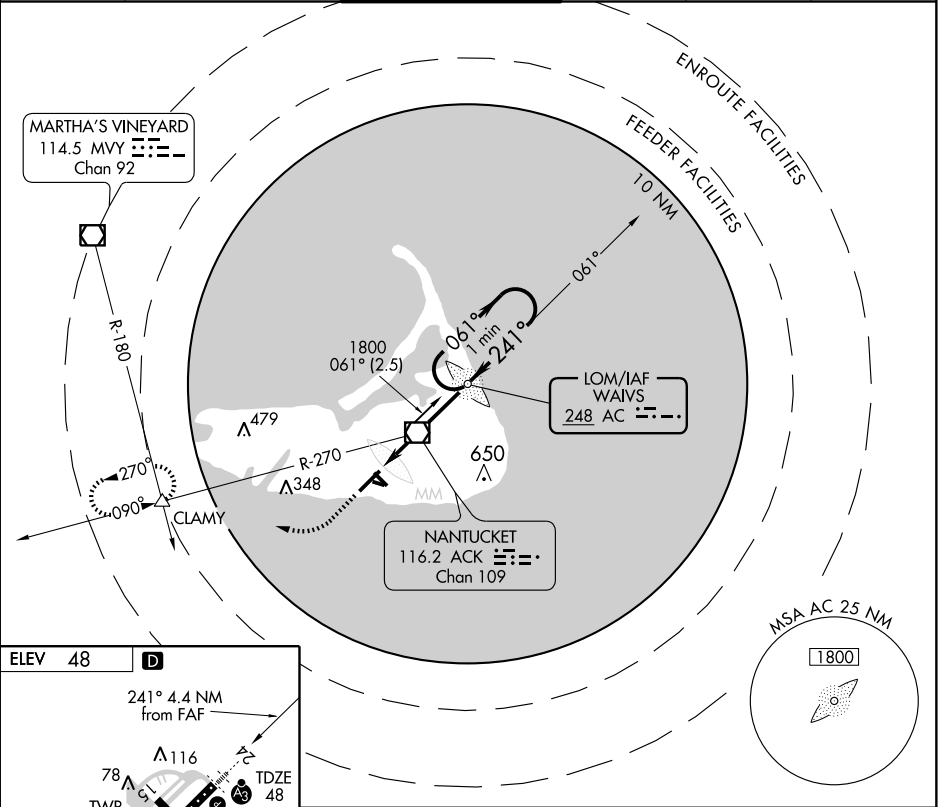 ENROUTE FACILITIES
FEEDER FACILITIES
10 NM
MARTHA'S VINEYARD
114.5 MVY
Chan 92
R-180
061°
061°
1 min
241°
1800
061° (2.5)
LOM/IAF
WAIVS
248 AC
479
R-270
650
348
MM
270°
090°
CLAMY
NANTUCKET
116.2 ACK
Chan 109
MSA AC 25 NM
1800
ELEV 48
D
241° 4.4 NM
from FAF
24
116
78
15
TDZE
48
A3
TWR